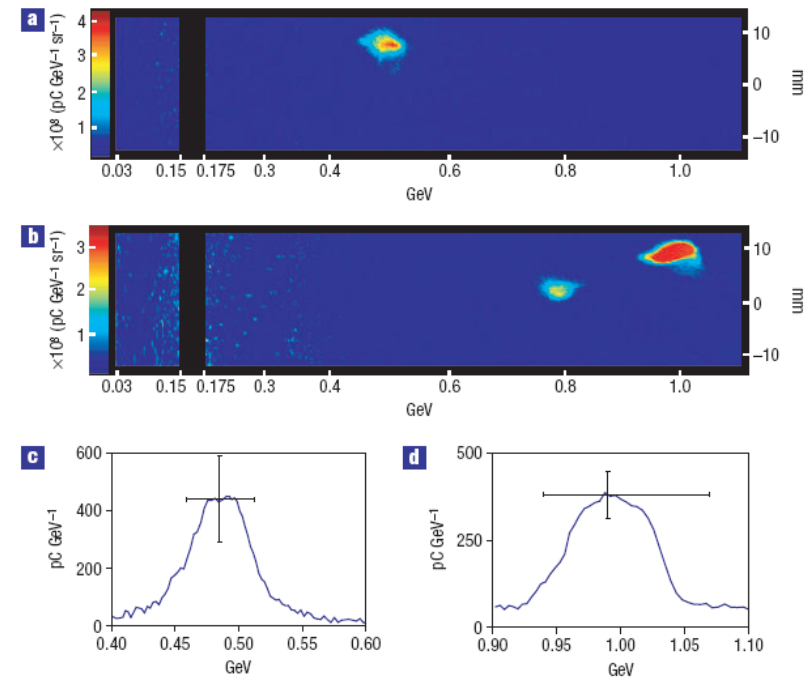 a
×10⁸ (pC GeV⁻¹ sr⁻¹)
4
3
2
1
10
0
−10
mm
0.03 0.15 0.175 0.3 0.4 0.6 0.8 1.0
GeV
b
×10⁸ (pC GeV⁻¹ sr⁻¹)
3
2
1
10
0
−10
mm
0.03 0.15 0.175 0.3 0.4 0.6 0.8 1.0
GeV
c
pC GeV⁻¹
600
400
200
0
0.40 0.45 0.50 0.55 0.60
GeV
d
pC GeV⁻¹
500
250
0
0.90 0.95 1.00 1.05 1.10
GeV